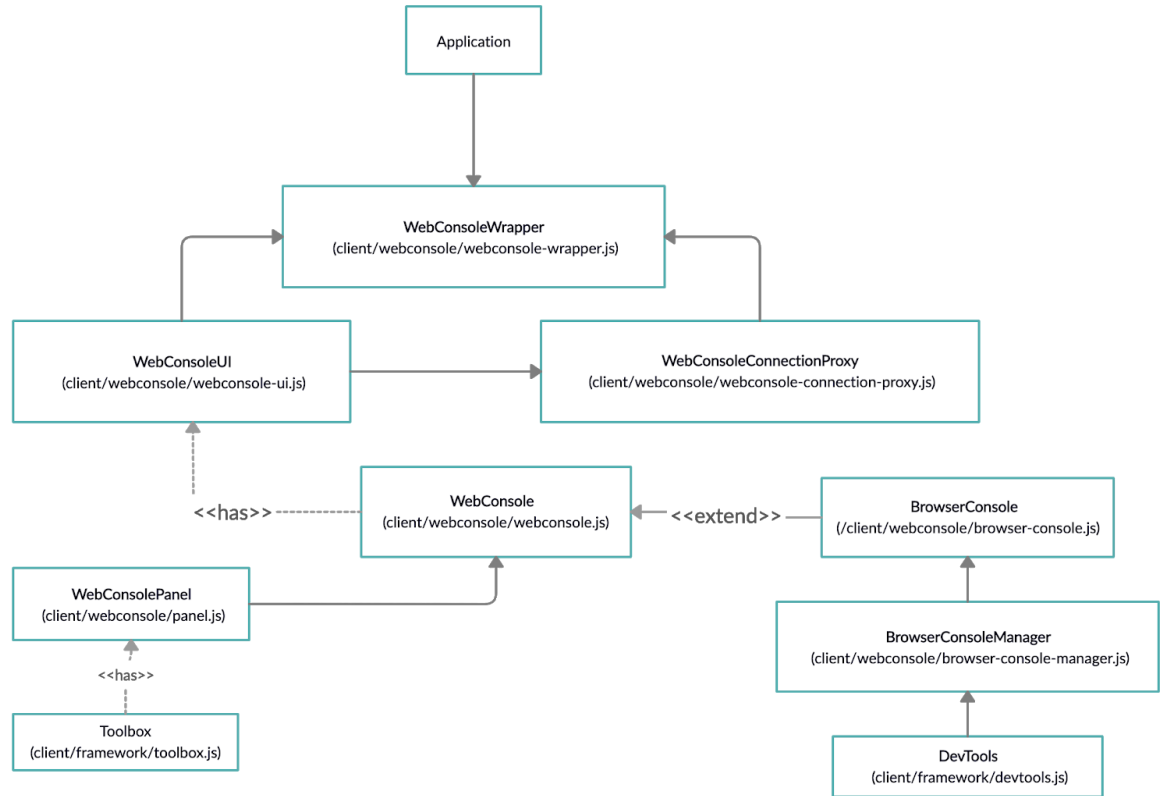 Application
WebConsoleWrapper
(client/webconsole/webconsole-wrapper.js)
WebConsoleUI
(client/webconsole/webconsole-ui.js)
WebConsoleConnectionProxy
(client/webconsole/webconsole-connection-proxy.js)
<<has>>
WebConsole
(client/webconsole/webconsole.js)
<<extend>>
BrowserConsole
(/client/webconsole/browser-console.js)
WebConsolePanel
(client/webconsole/panel.js)
BrowserConsoleManager
(client/webconsole/browser-console-manager.js)
<<has>>
Toolbox
(client/framework/toolbox.js)
DevTools
(client/framework/devtools.js)